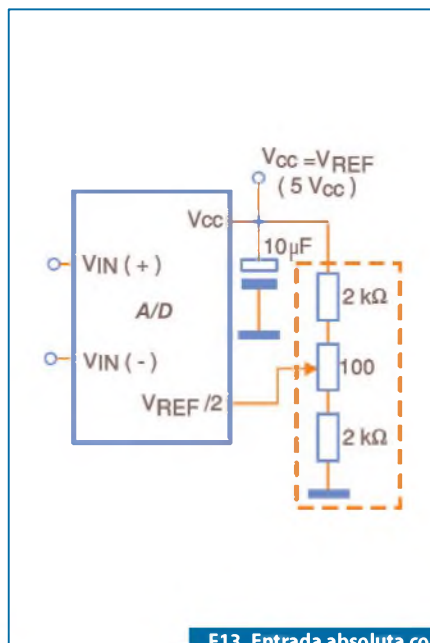 VCC =VREF
( 5 VCC )
VCC
10µF
VIN ( + )
A/D
2 kΩ
VIN ( - )
100
VREF /2
2 kΩ
F13. Entrada absoluta co